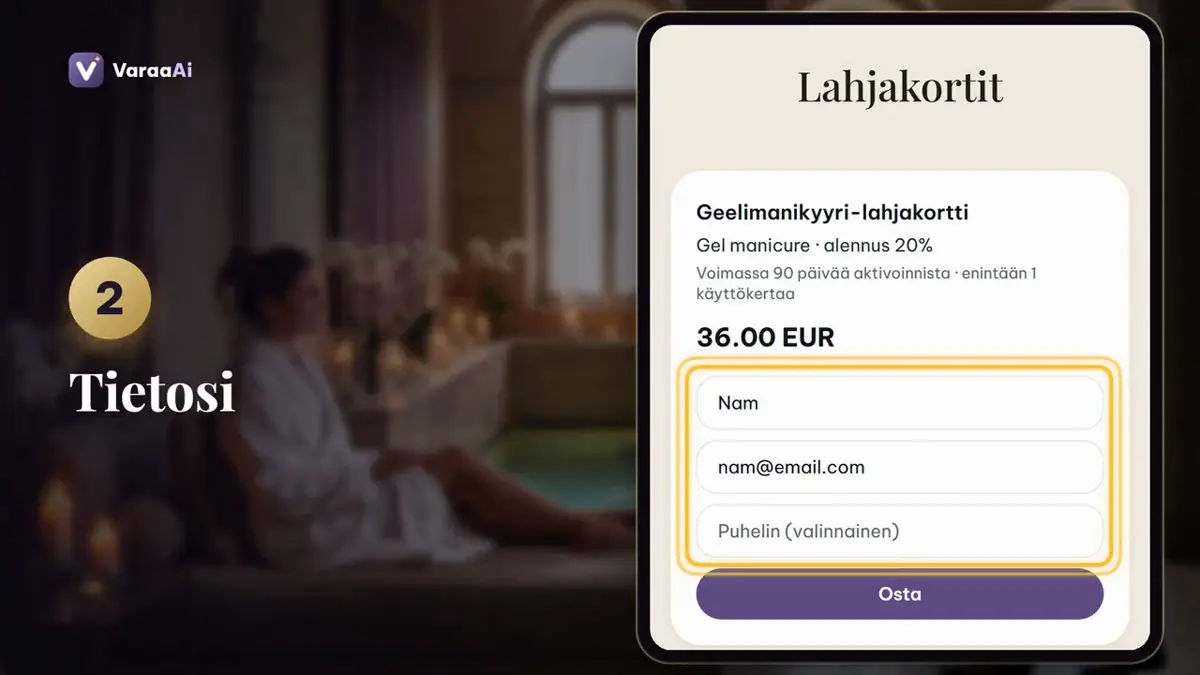 VaraaAi
2
Tietosi
Lahjakortit
Geelimanikyyri-lahjakortti
Gel manicure · alennus 20%
Voimassa 90 päivää aktivoinnista · enintään 1
käyttökertaa
36.00 EUR
Nam
nam@email.com
Puhelin (valinnainen)
Osta